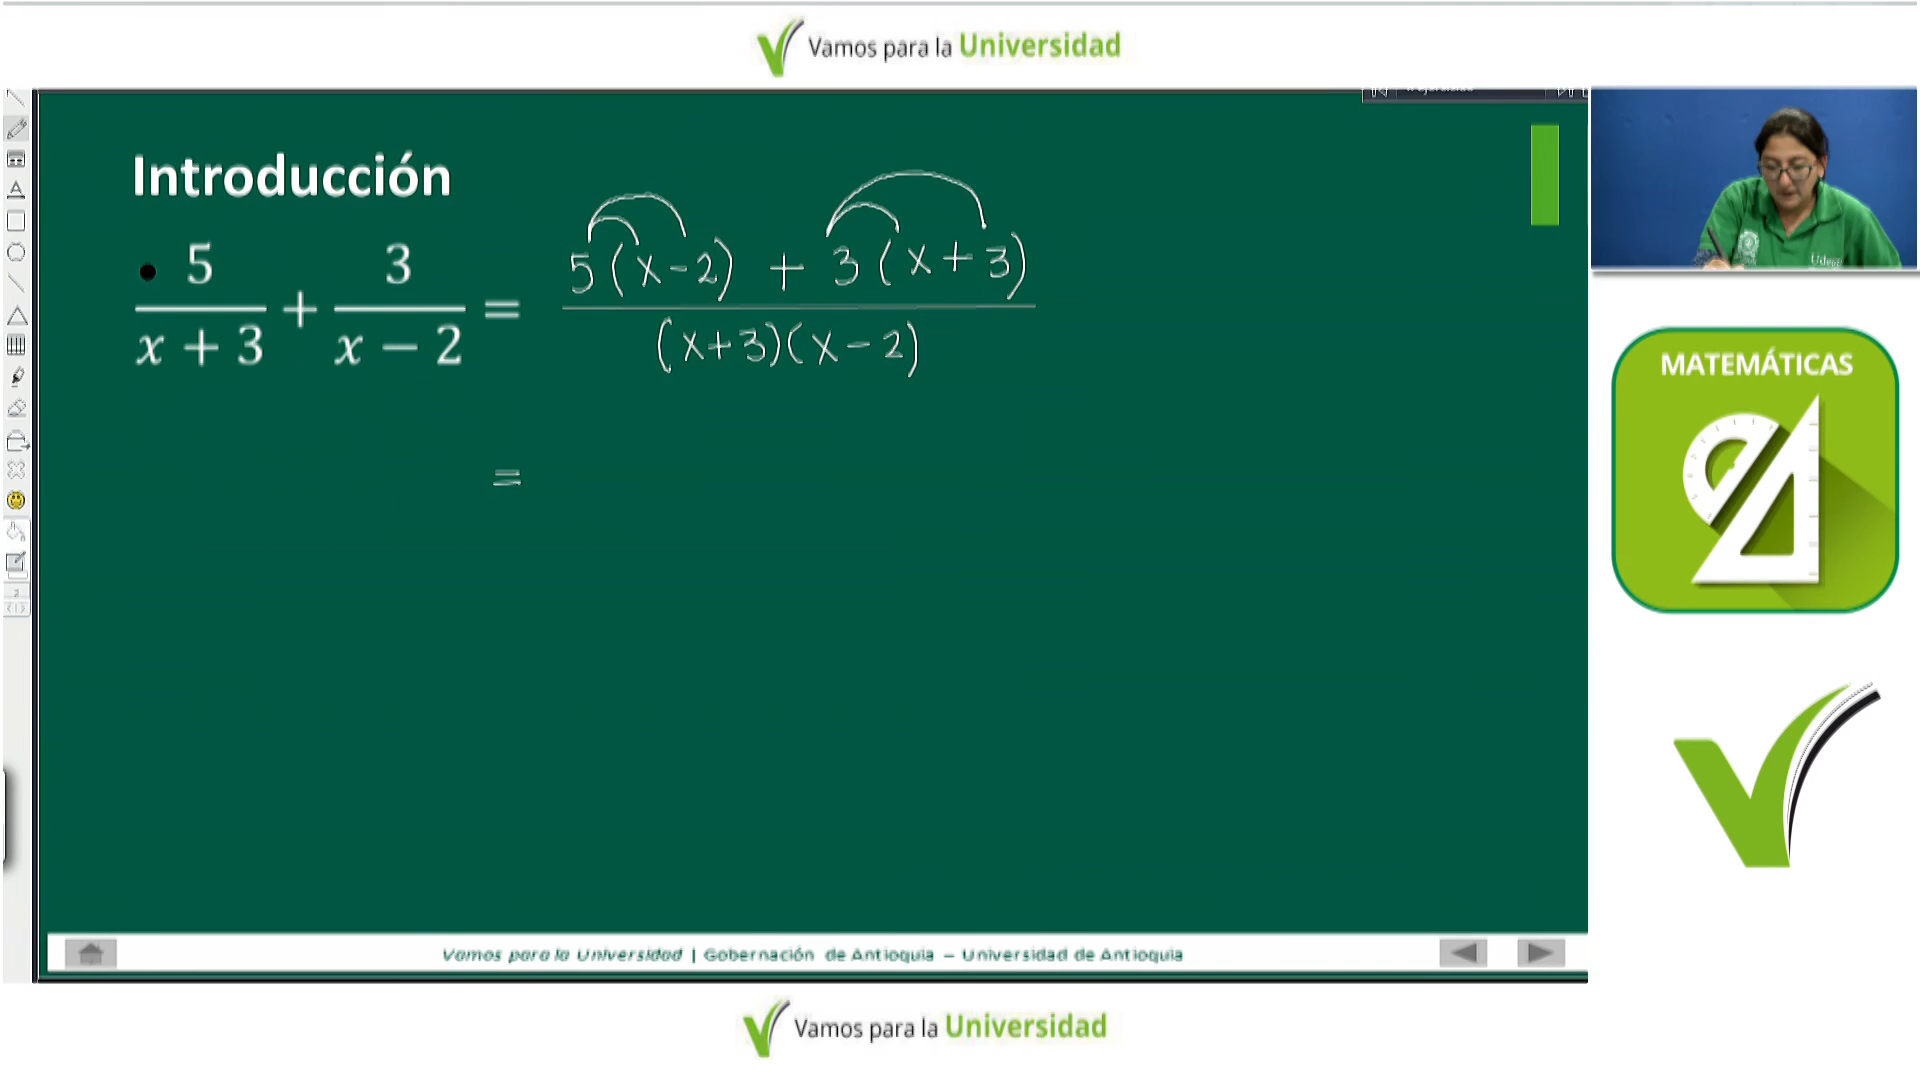 Vamos para la Universidad
Introducción
• 5/(x + 3) + 3/(x − 2) = (5(x-2) + 3(x+3))/((x+3)(x-2))
=
MATEMÁTICAS
Vamos para la Universidad | Gobernación de Antioquia – Universidad de Antioquia
Vamos para la Universidad